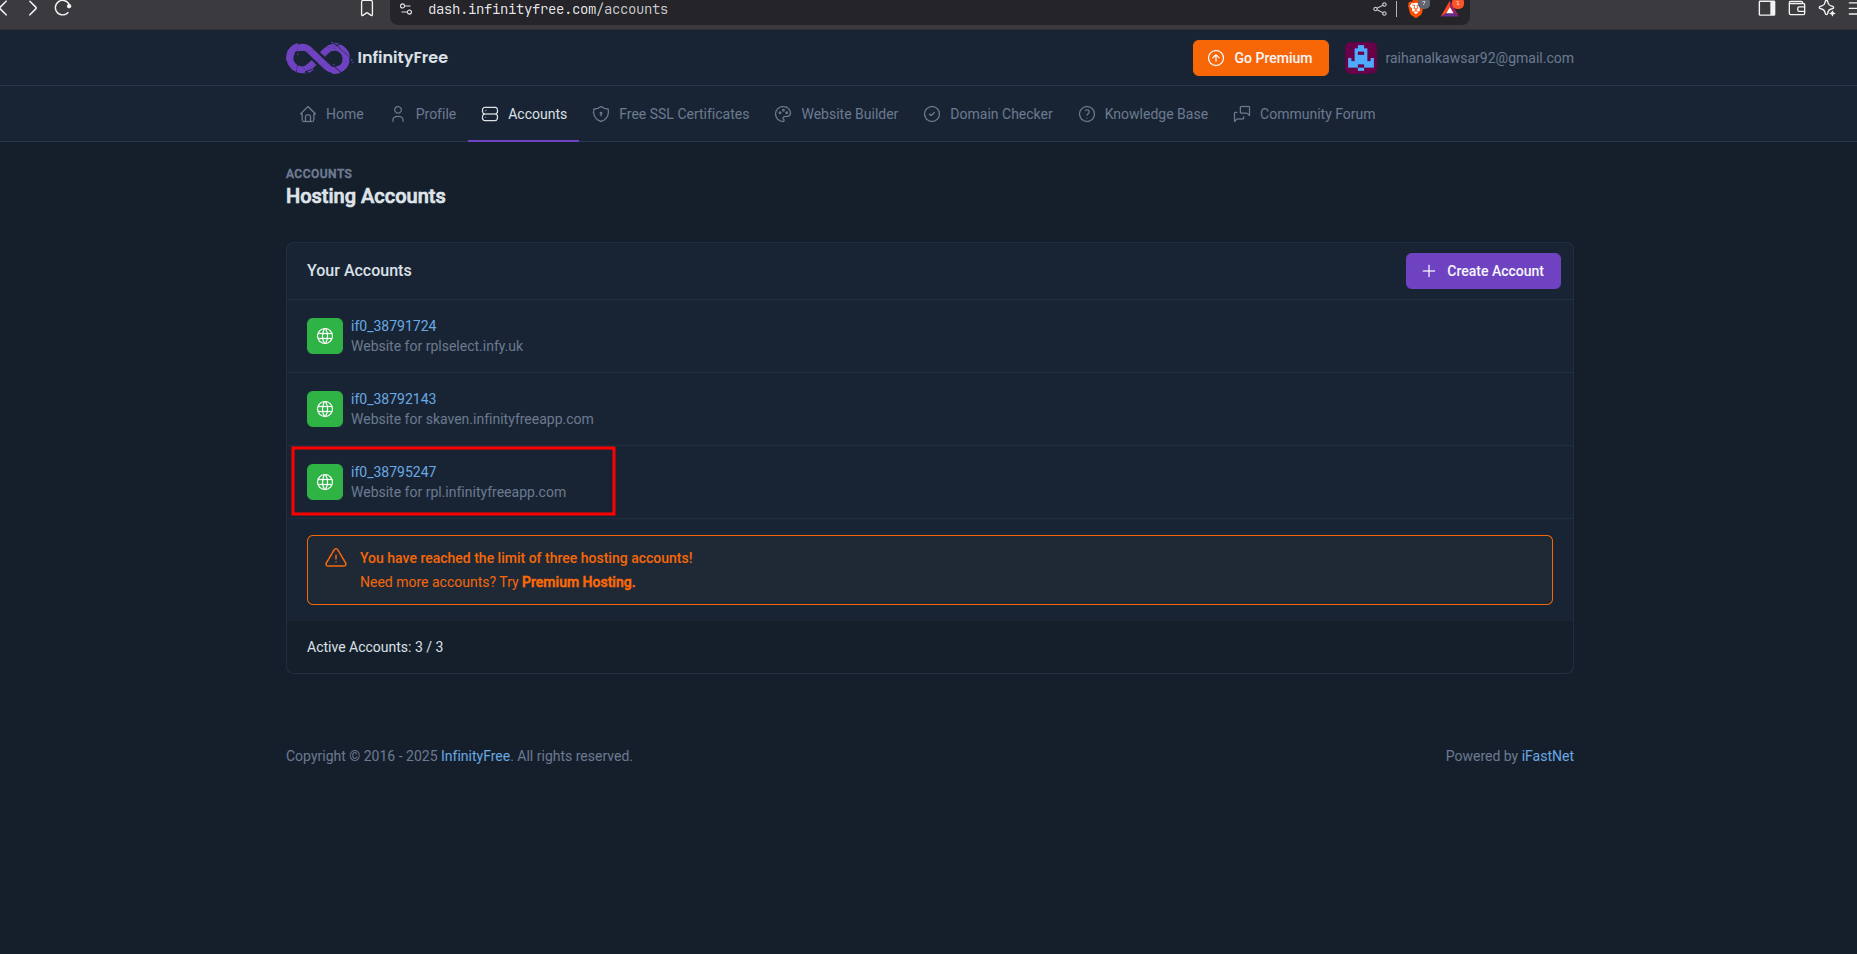 dash.infinityfree.com/accounts
InfinityFree
Go Premium
raihanalkawsar92@gmail.com
Home
Profile
Accounts
Free SSL Certificates
Website Builder
Domain Checker
Knowledge Base
Community Forum
ACCOUNTS
Hosting Accounts
Your Accounts
Create Account
if0_38791724
Website for rplselect.infy.uk
if0_38792143
Website for skaven.infinityfreeapp.com
if0_38795247
Website for rpl.infinityfreeapp.com
You have reached the limit of three hosting accounts!
Need more accounts? Try Premium Hosting.
Active Accounts: 3 / 3
Copyright © 2016 - 2025 InfinityFree. All rights reserved.
Powered by iFastNet